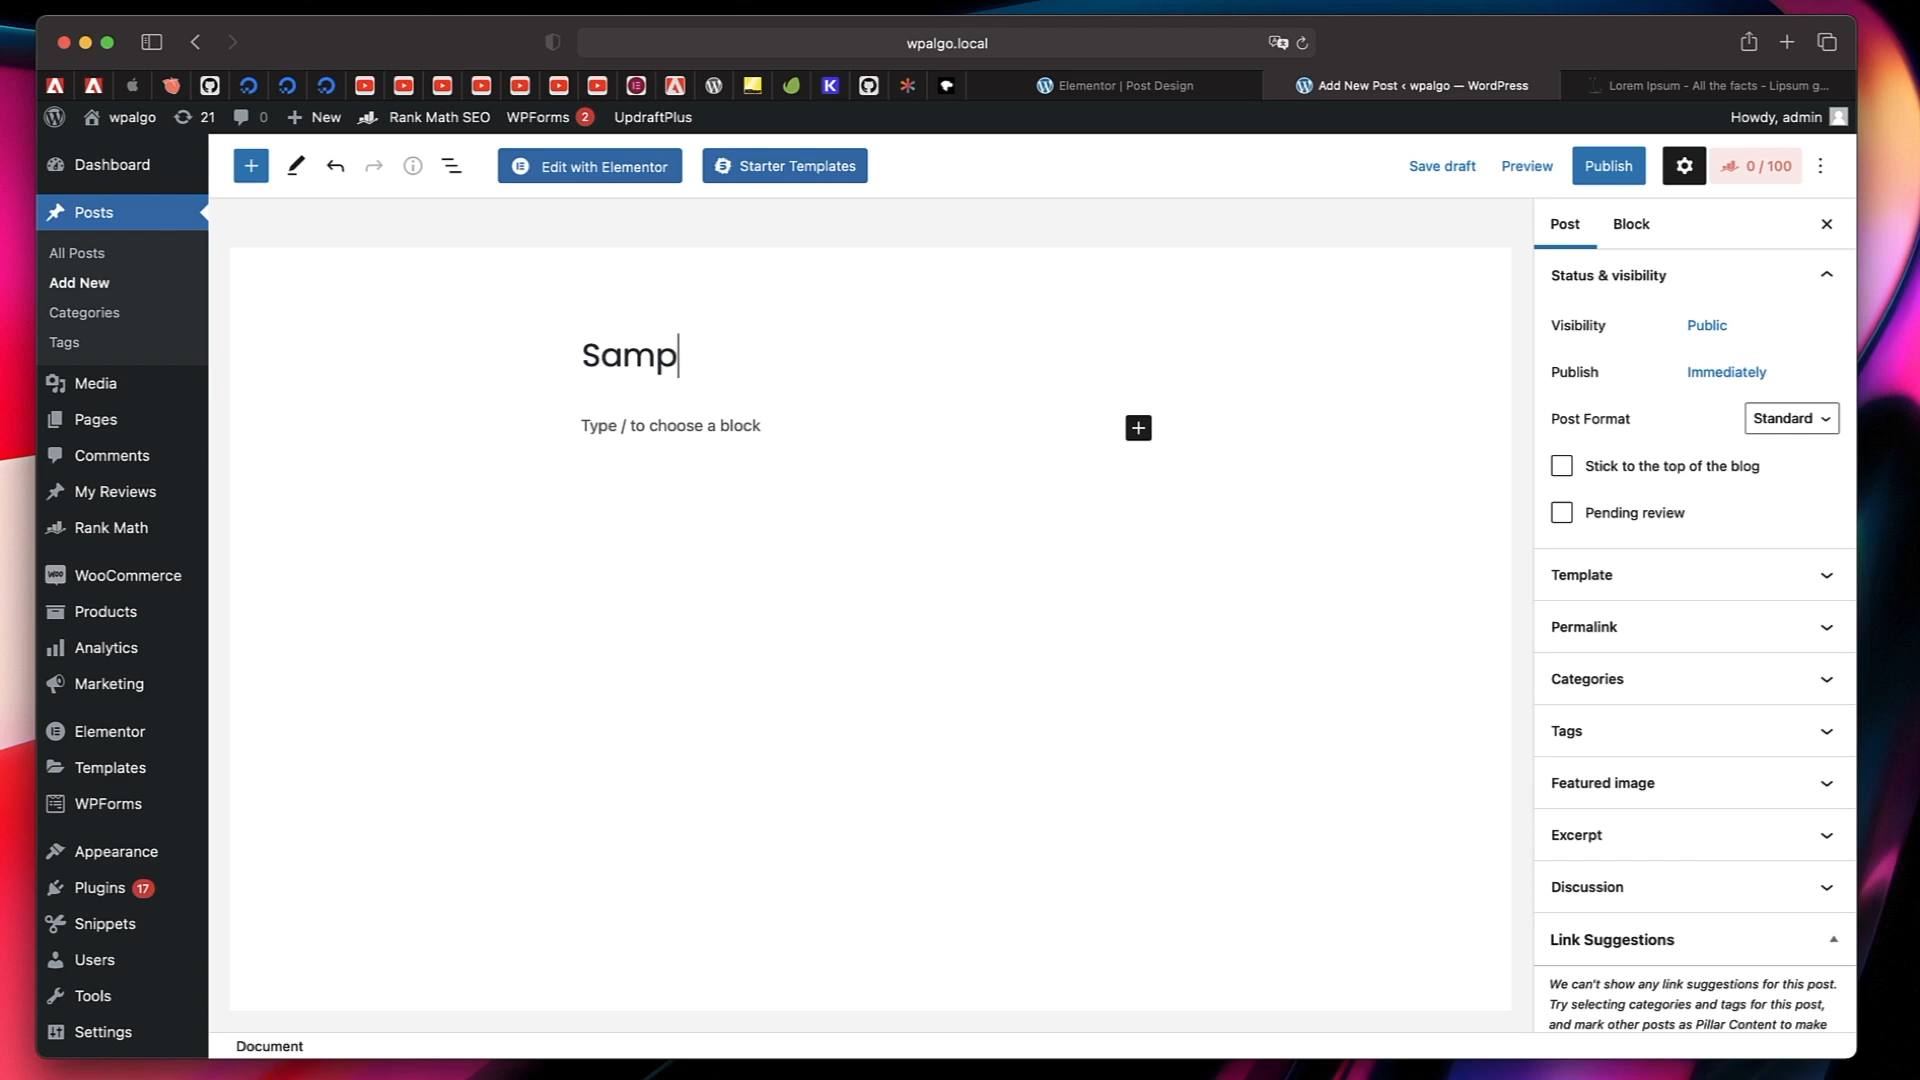 wpalgo.local
Elementor | Post Design
Add New Post ‹ wpalgo — WordPress
Lorem Ipsum - All the facts - Lipsum g...
wpalgo
21
0
New
Rank Math SEO
WPForms 2
UpdraftPlus
Howdy, admin
Dashboard
Posts
All Posts
Add New
Categories
Tags
Media
Pages
Comments
My Reviews
Rank Math
WooCommerce
Products
Analytics
Marketing
Elementor
Templates
WPForms
Appearance
Plugins 17
Snippets
Users
Tools
Settings
Edit with Elementor
Starter Templates
Save draft
Preview
Publish
0 / 100
Samp
Type / to choose a block
Post
Block
Status & visibility
Visibility Public
Publish Immediately
Post Format Standard
Stick to the top of the blog
Pending review
Template
Permalink
Categories
Tags
Featured image
Excerpt
Discussion
Link Suggestions
We can't show any link suggestions for this post.
Try selecting categories and tags for this post,
and mark other posts as Pillar Content to make
Document